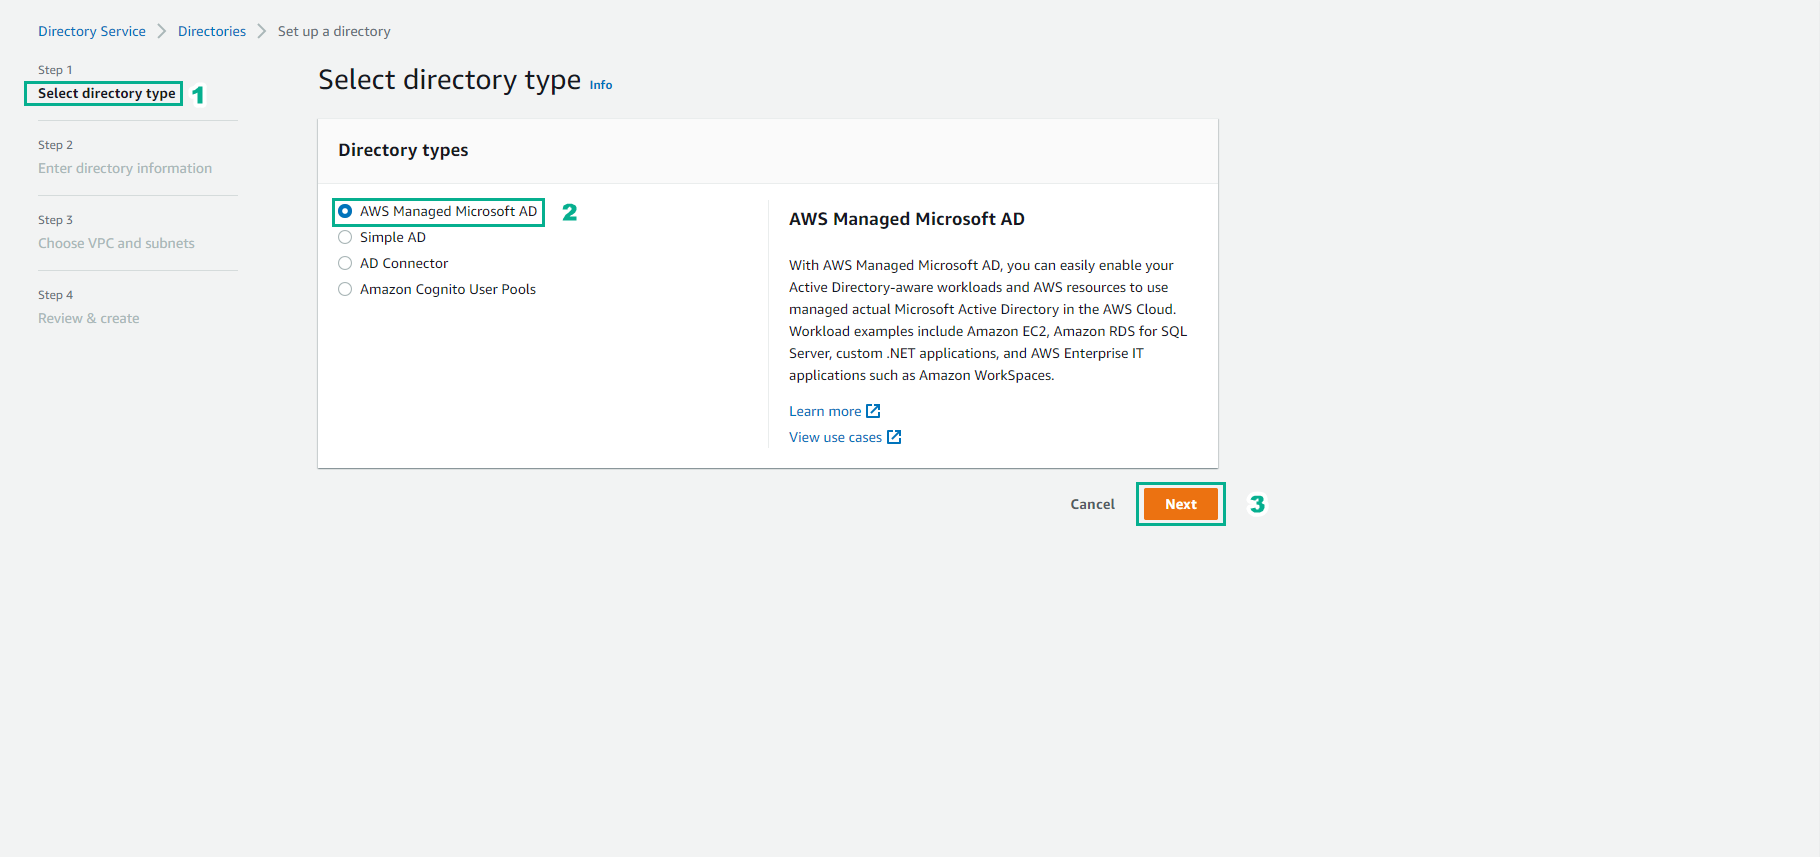 Directory Service > Directories > Set up a directory
Step 1
Select directory type 1
Step 2
Enter directory information
Step 3
Choose VPC and subnets
Step 4
Review & create
Select directory type Info
Directory types
AWS Managed Microsoft AD 2
Simple AD
AD Connector
Amazon Cognito User Pools
AWS Managed Microsoft AD
With AWS Managed Microsoft AD, you can easily enable your
Active Directory-aware workloads and AWS resources to use
managed actual Microsoft Active Directory in the AWS Cloud.
Workload examples include Amazon EC2, Amazon RDS for SQL
Server, custom .NET applications, and AWS Enterprise IT
applications such as Amazon WorkSpaces.
Learn more
View use cases
Cancel Next 3